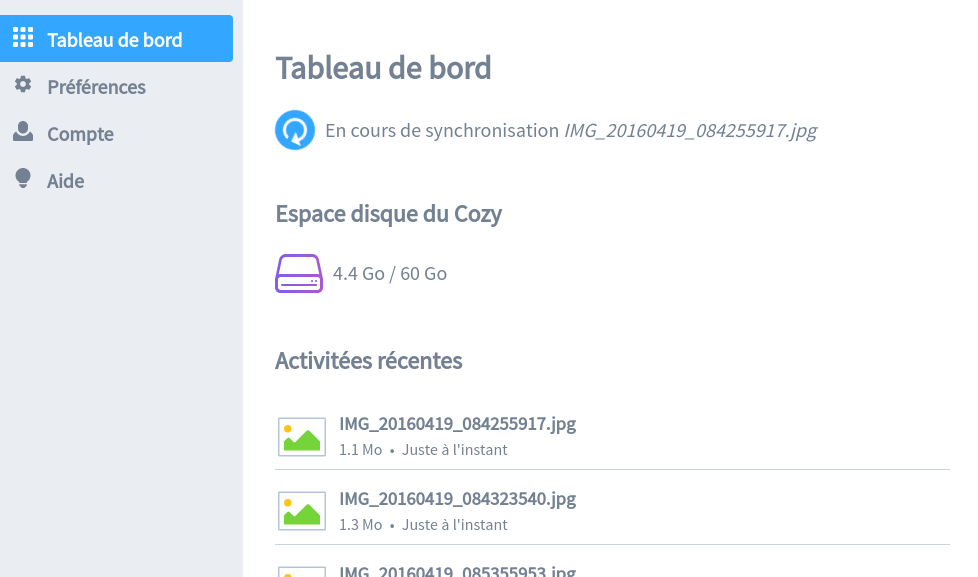 Tableau de bord
Préférences
Compte
Aide
Tableau de bord
En cours de synchronisation IMG_20160419_084255917.jpg
Espace disque du Cozy
4.4 Go / 60 Go
Activitées récentes
IMG_20160419_084255917.jpg
1.1 Mo • Juste à l'instant
IMG_20160419_084323540.jpg
1.3 Mo • Juste à l'instant
IMG_20160419_085355953.jpg